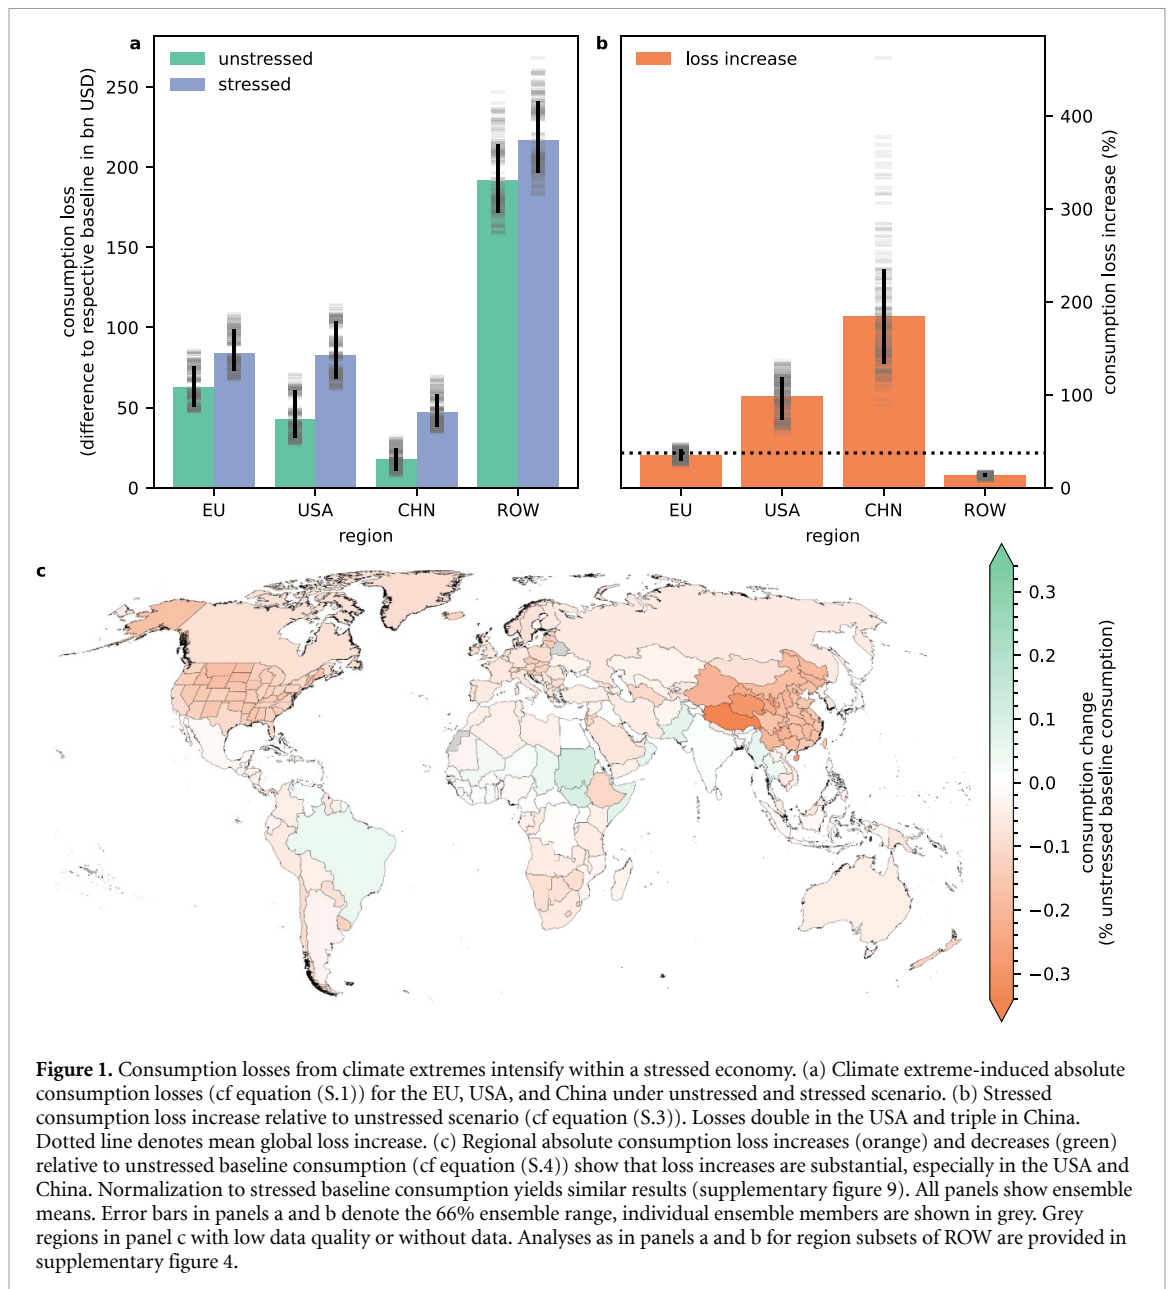 a
unstressed
stressed
consumption loss
(difference to respective baseline in bn USD)
250
200
150
100
50
0
EU USA CHN ROW
region
b
loss increase
consumption loss increase (%)
400
300
200
100
0
EU USA CHN ROW
region
c
0.3
0.2
0.1
0.0
−0.1
−0.2
−0.3
consumption change
(% unstressed baseline consumption)
Figure 1. Consumption losses from climate extremes intensify within a stressed economy. (a) Climate extreme-induced absolute
consumption losses (cf equation (S.1)) for the EU, USA, and China under unstressed and stressed scenario. (b) Stressed
consumption loss increase relative to unstressed scenario (cf equation (S.3)). Losses double in the USA and triple in China.
Dotted line denotes mean global loss increase. (c) Regional absolute consumption loss increases (orange) and decreases (green)
relative to unstressed baseline consumption (cf equation (S.4)) show that loss increases are substantial, especially in the USA and
China. Normalization to stressed baseline consumption yields similar results (supplementary figure 9). All panels show ensemble
means. Error bars in panels a and b denote the 66% ensemble range, individual ensemble members are shown in grey. Grey
regions in panel c with low data quality or without data. Analyses as in panels a and b for region subsets of ROW are provided in
supplementary figure 4.